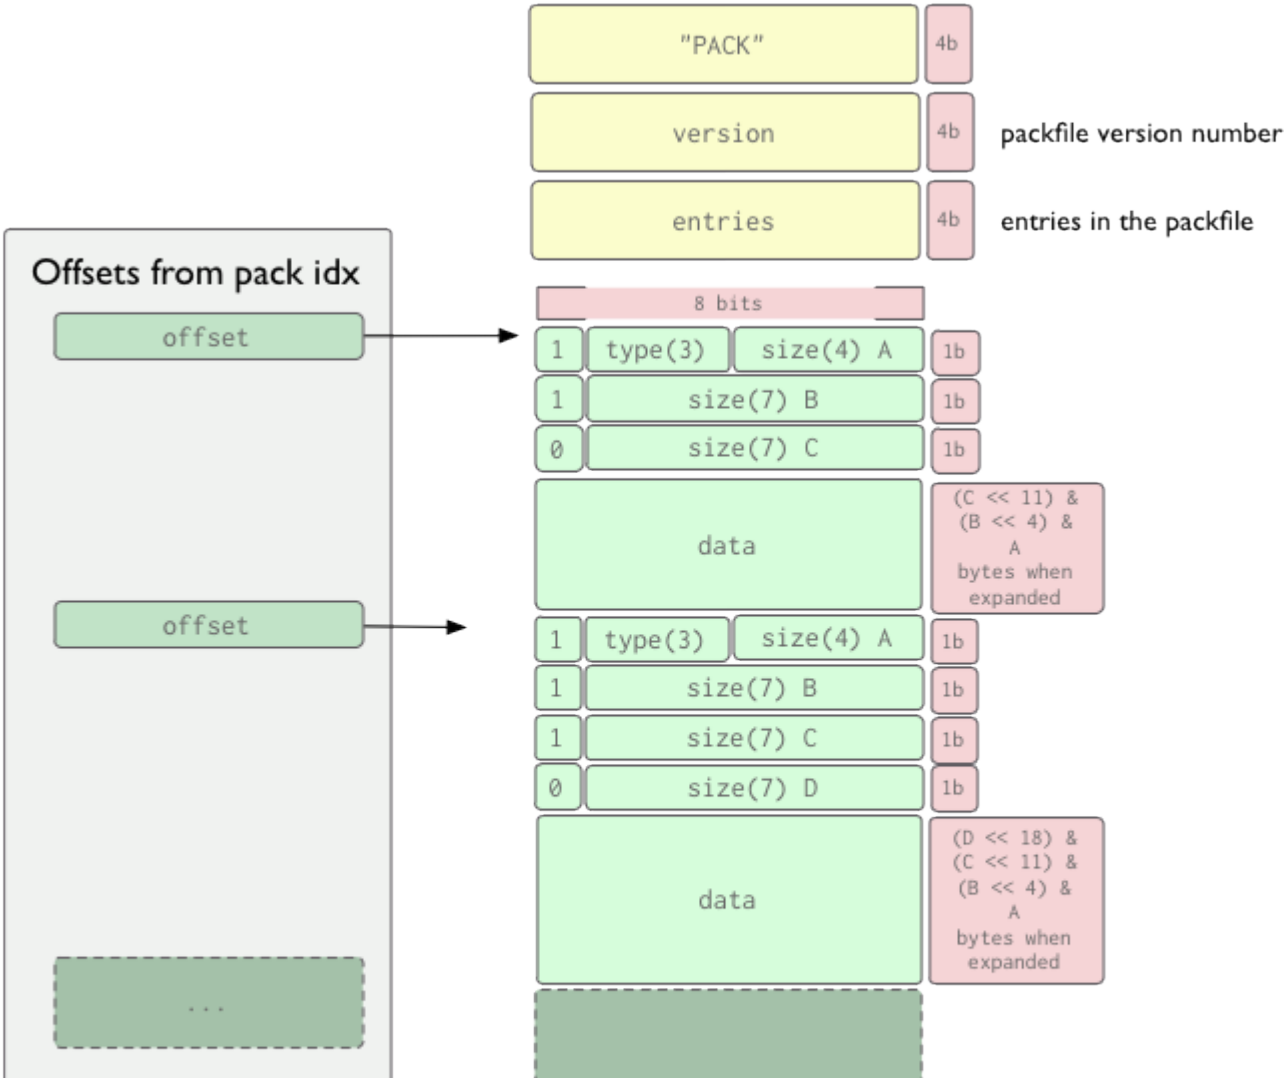 "PACK"
4b
version
4b
packfile version number
entries
4b
entries in the packfile
Offsets from pack idx
offset
offset
...
8 bits
1 type(3) size(4) A 1b
1 size(7) B 1b
0 size(7) C 1b
data
(C << 11) &
(B << 4) &
A
bytes when
expanded
1 type(3) size(4) A 1b
1 size(7) B 1b
1 size(7) C 1b
0 size(7) D 1b
data
(D << 18) &
(C << 11) &
(B << 4) &
A
bytes when
expanded